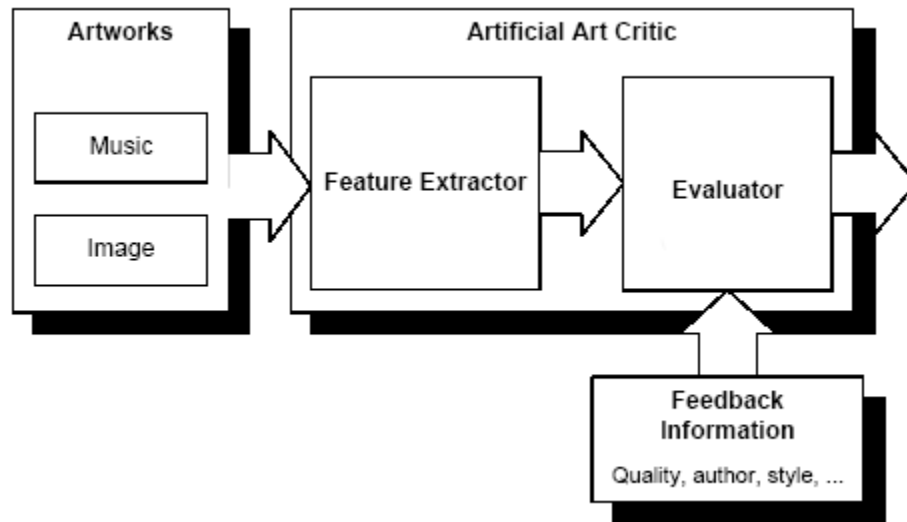 Artworks
Music
Image
Artificial Art Critic
Feature Extractor
Evaluator
Feedback
Information
Quality, author, style, ...